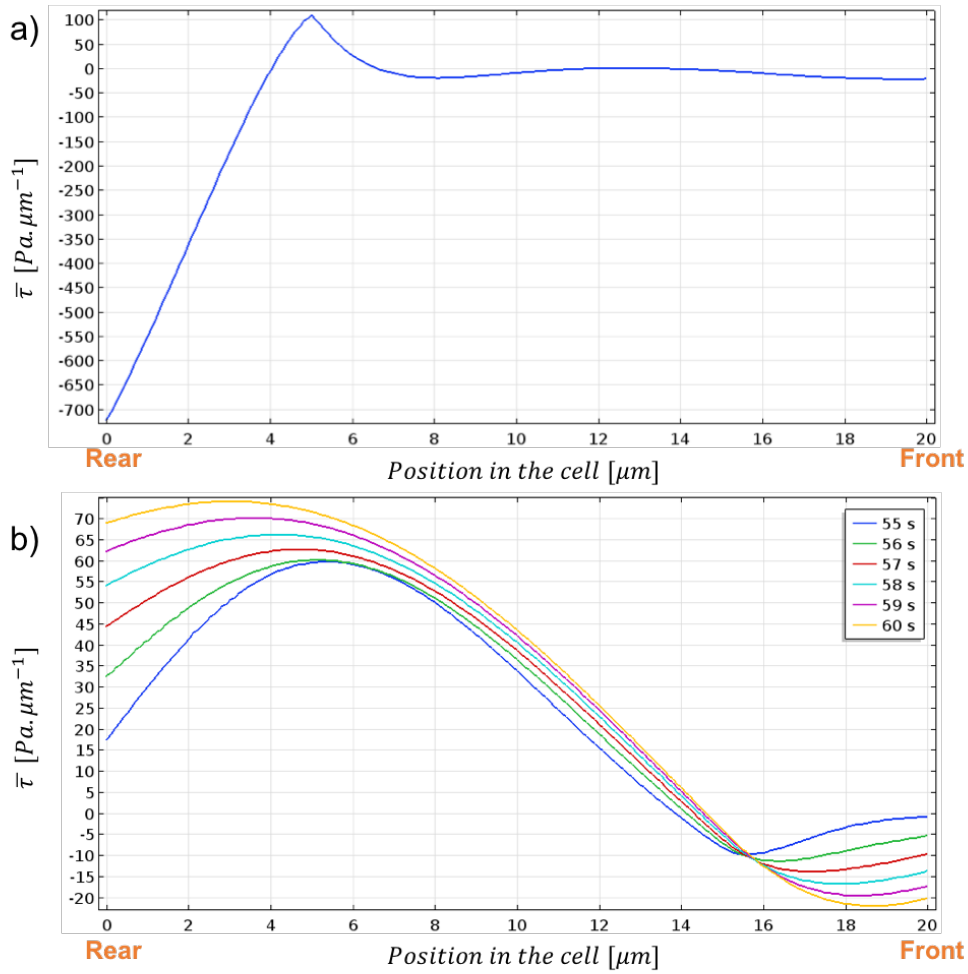 a)
100
50
0
-50
-100
-150
-200
-250
-300
-350
-400
-450
-500
-550
-600
-650
-700
τ̅ [Pa.μm⁻¹]
0 2 4 6 8 10 12 14 16 18 20
Rear Front
Position in the cell [μm]
b)
70
65
60
55
50
45
40
35
30
25
20
15
10
5
0
-5
-10
-15
-20
τ̅ [Pa.μm⁻¹]
55 s
56 s
57 s
58 s
59 s
60 s
0 2 4 6 8 10 12 14 16 18 20
Rear Front
Position in the cell [μm]